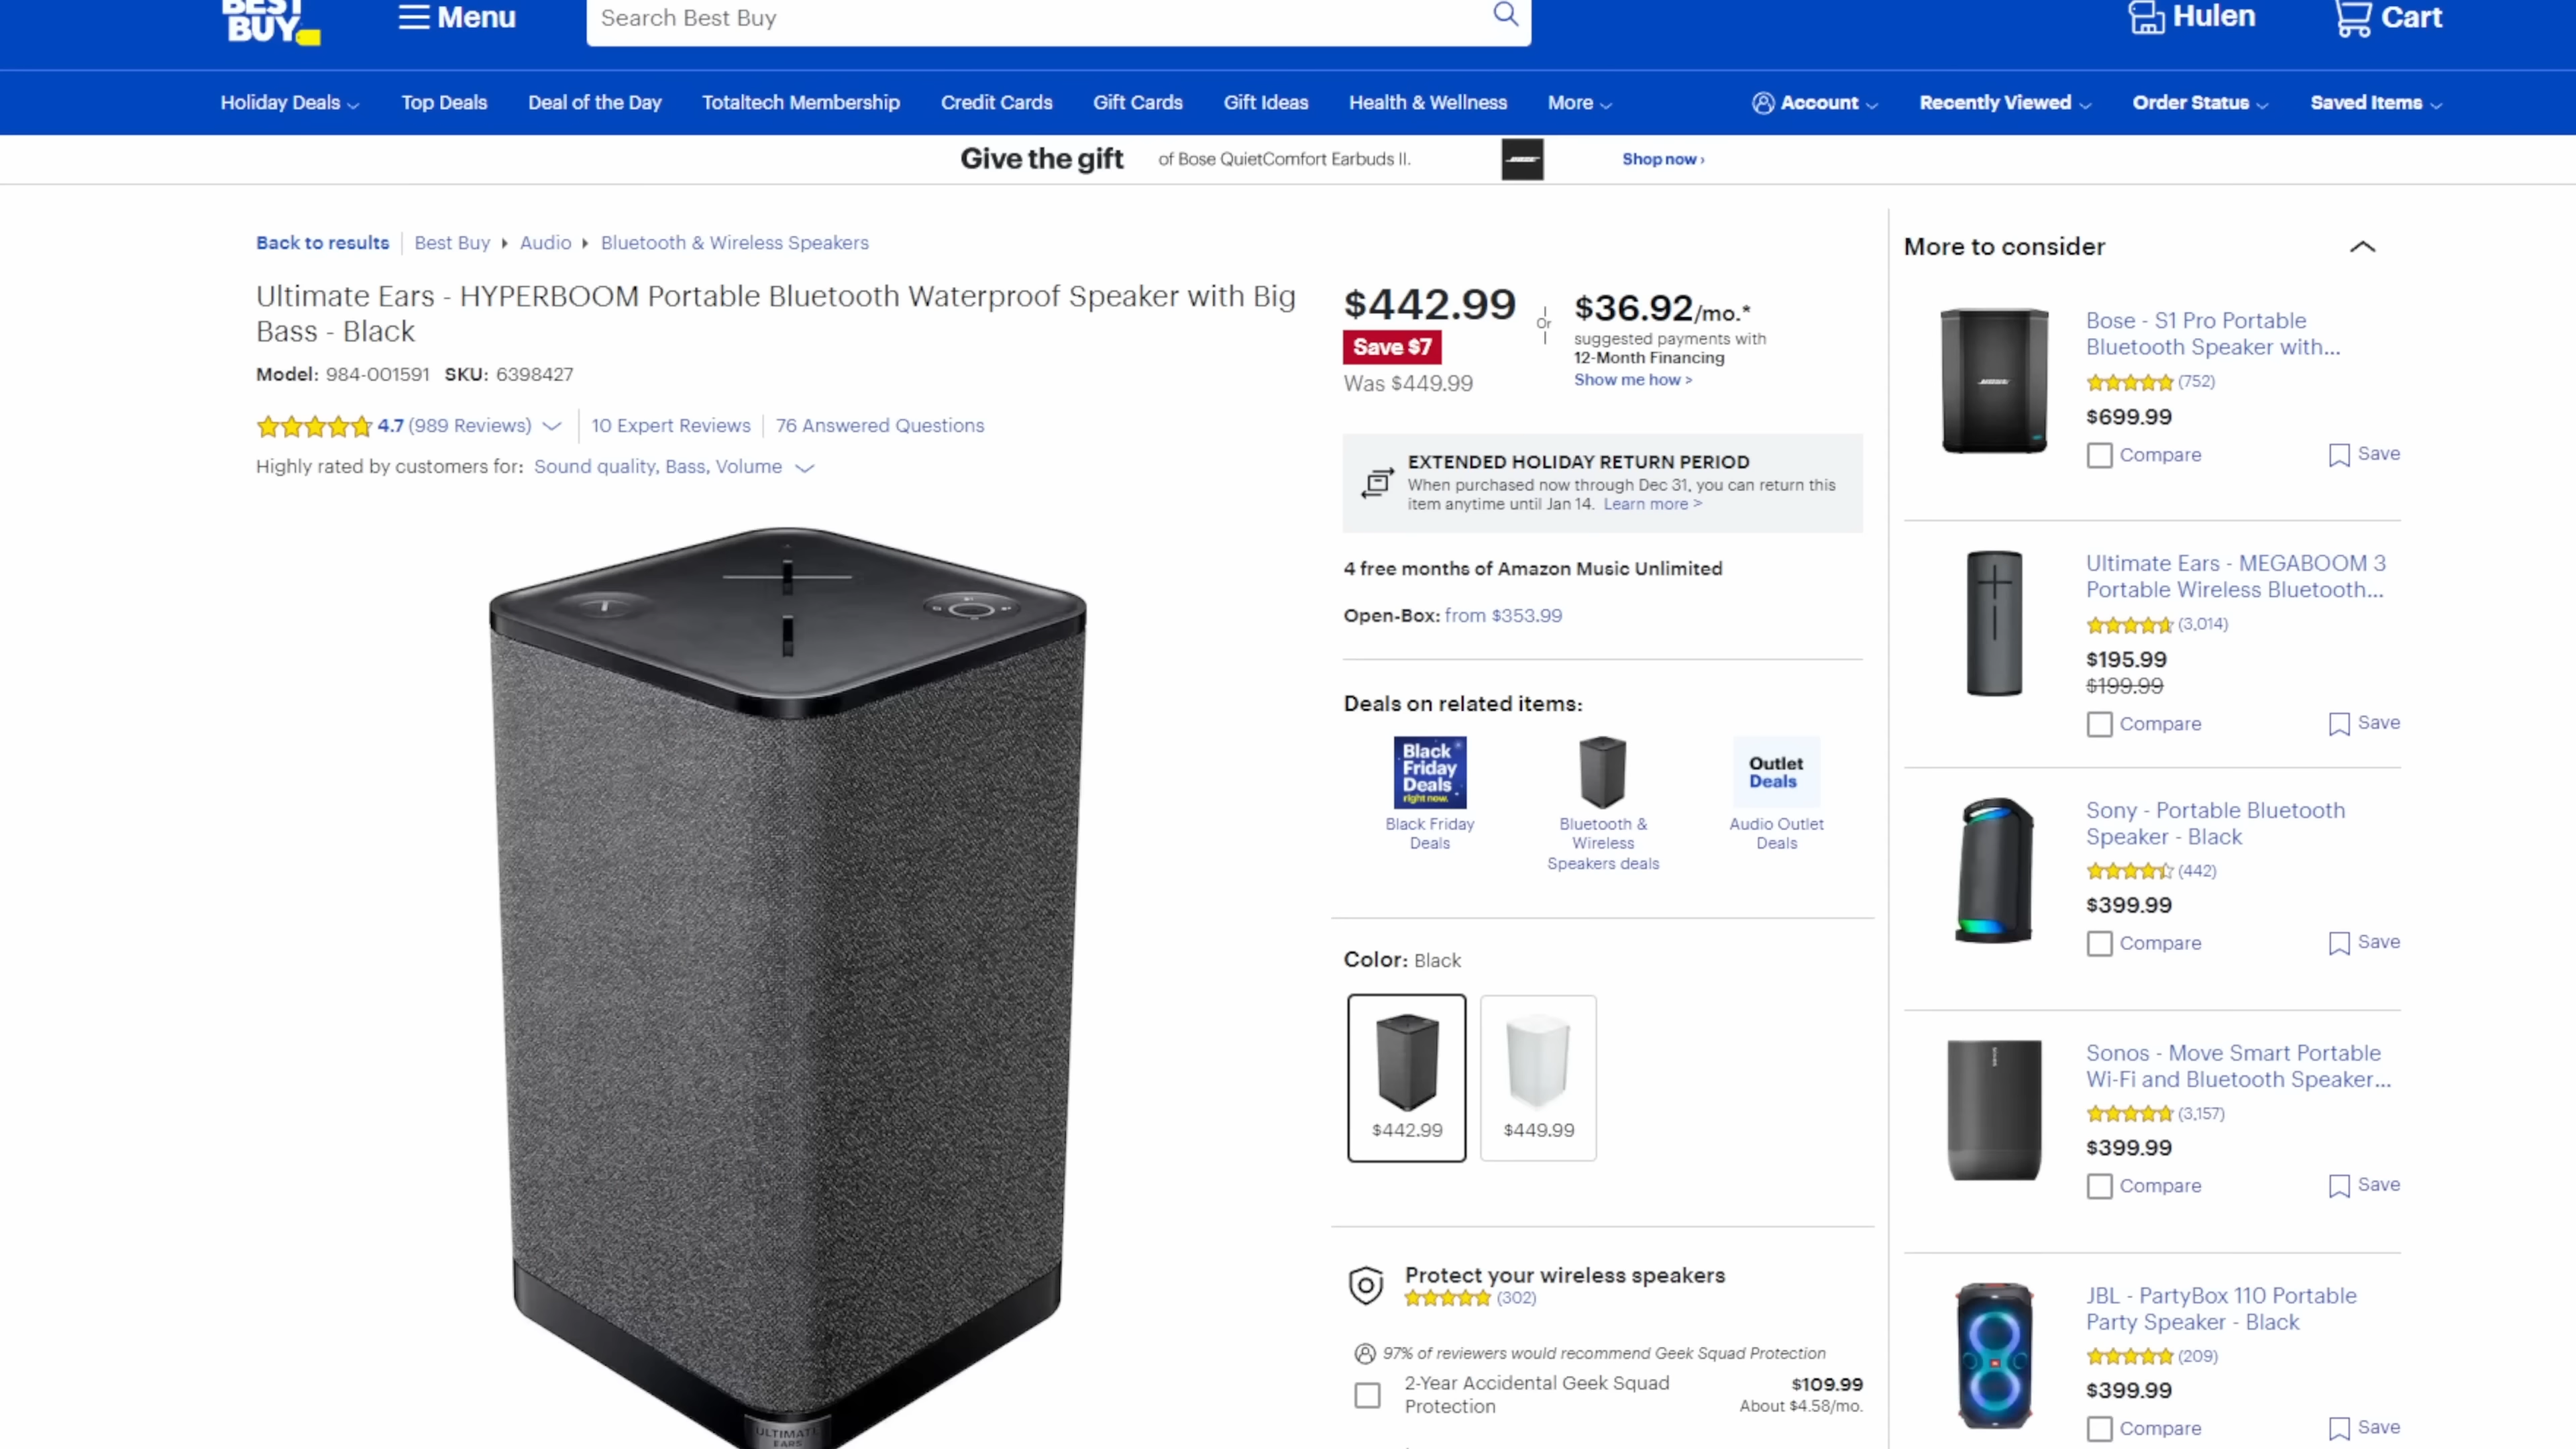 BEST
BUY
Menu
Search Best Buy
Hulen
Cart
Holiday Deals
Top Deals
Deal of the Day
Totaltech Membership
Credit Cards
Gift Cards
Gift Ideas
Health & Wellness
More
Account
Recently Viewed
Order Status
Saved Items
Give the gift of Bose QuietComfort Earbuds II.
BOSE
Shop now ›
Back to results
Best Buy
Audio
Bluetooth & Wireless Speakers
Ultimate Ears - HYPERBOOM Portable Bluetooth Waterproof Speaker with Big
Bass - Black
Model: 984-001591 SKU: 6398427
4.7 (989 Reviews)
10 Expert Reviews
76 Answered Questions
Highly rated by customers for: Sound quality, Bass, Volume
ULTIMATE
EARS
$442.99
Save $7
Was $449.99
Or
$36.92/mo.*
suggested payments with
12-Month Financing
Show me how >
EXTENDED HOLIDAY RETURN PERIOD
When purchased now through Dec 31, you can return this
item anytime until Jan 14. Learn more >
4 free months of Amazon Music Unlimited
Open-Box: from $353.99
Deals on related items:
Black
Friday
Deals
right now.
Black Friday
Deals
Bluetooth &
Wireless
Speakers deals
Outlet
Deals
Audio Outlet
Deals
Color: Black
$442.99
$449.99
Protect your wireless speakers
(302)
97% of reviewers would recommend Geek Squad Protection
2-Year Accidental Geek Squad
Protection
$109.99
About $4.58/mo.
More to consider
BOSE
Bose - S1 Pro Portable
Bluetooth Speaker with...
(752)
$699.99
Compare
Save
Ultimate Ears - MEGABOOM 3
Portable Wireless Bluetooth...
(3,014)
$195.99
$199.99
Compare
Save
Sony - Portable Bluetooth
Speaker - Black
(442)
$399.99
Compare
Save
SONOS
Sonos - Move Smart Portable
Wi-Fi and Bluetooth Speaker...
(3,157)
$399.99
Compare
Save
JBL - PartyBox 110 Portable
Party Speaker - Black
(209)
$399.99
Compare
Save